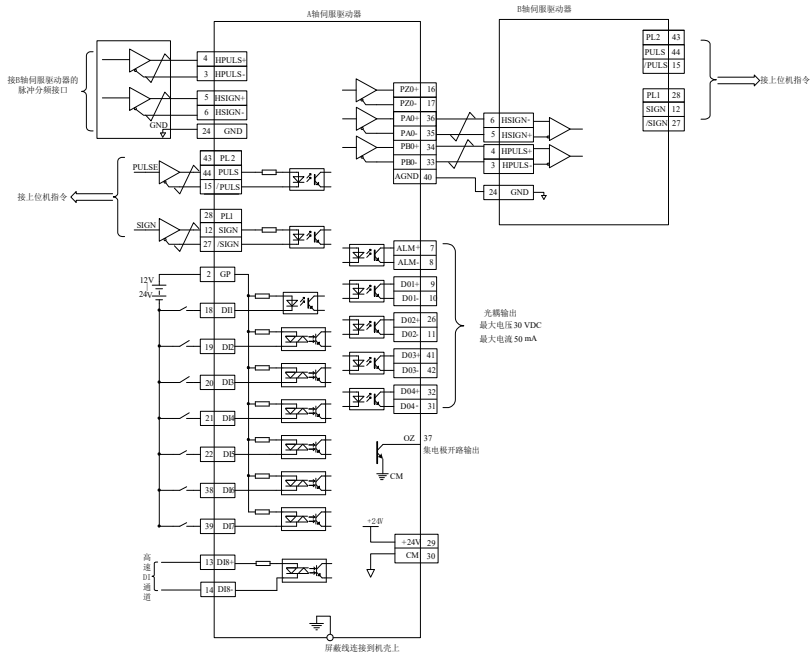 A轴伺服驱动器
B轴伺服驱动器
接B轴伺服驱动器的
脉冲分频接口
4 HPULS+
3 HPULS-
5 HSIGN+
6 HSIGN-
GND
24 GND
接上位机指令
PULSE
43 PL2
44 PULS
15 /PULS
SIGN
28 PL1
12 SIGN
27 /SIGN
12V
24V
2 GP
18 DI1
19 DI2
20 DI3
21 DI4
22 DI5
38 DI6
39 DI7
高速DI通道
13 DI8+
14 DI8-
PZ0+ 16
PZ0- 17
PA0+ 36
PA0- 35
PB0+ 34
PB0- 33
AGND 40
6 HSIGN-
5 HSIGN+
4 HPULS+
3 HPULS-
24 GND
PL2 43
PULS 44
/PULS 15
PL1 28
SIGN 12
/SIGN 27
接上位机指令
ALM+ 7
ALM- 8
D01+ 9
D01- 10
D02+ 26
D02- 11
D03+ 41
D03- 42
D04+ 32
D04- 31
光耦输出
最大电压30 VDC
最大电流50 mA
OZ 37
集电极开路输出
CM
+24V
+24V 29
CM 30
屏蔽线连接到机壳上